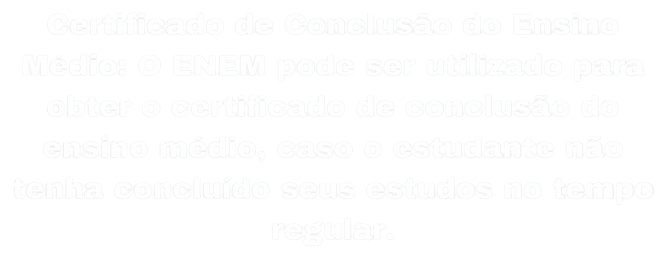 Certificado de Conclusão do Ensino
Médio: O ENEM pode ser utilizado para
obter o certificado de conclusão do
ensino médio, caso o estudante não
tenha concluído seus estudos no tempo
regular.